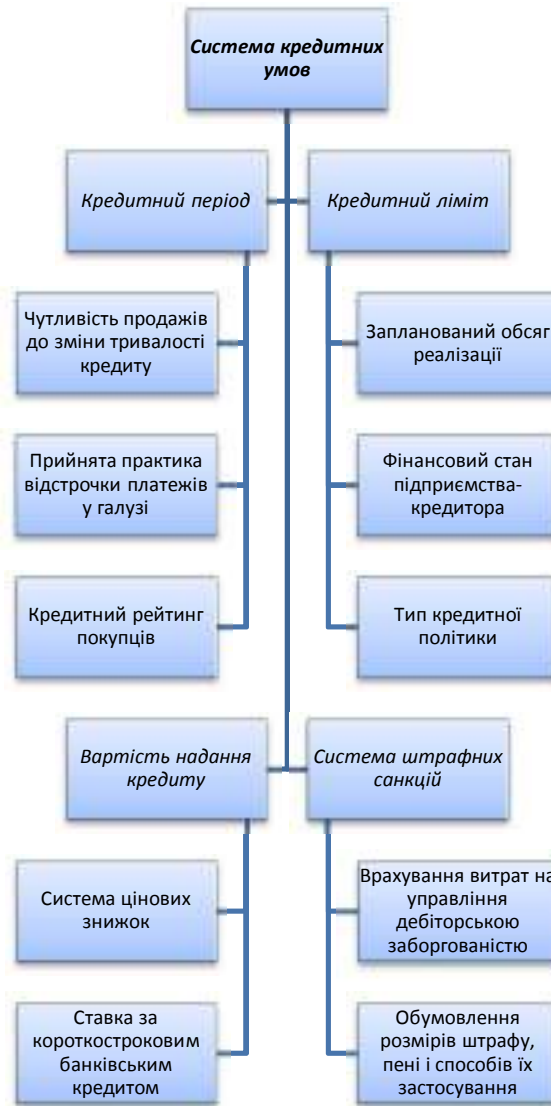 Система кредитних
умов
Кредитний період
Кредитний ліміт
Чутливість продажів
до зміни тривалості
кредиту
Запланований обсяг
реалізації
Прийнята практика
відстрочки платежів
у галузі
Фінансовий стан
підприємства-
кредитора
Кредитний рейтинг
покупців
Тип кредитної
політики
Вартість надання
кредиту
Система штрафних
санкцій
Система цінових
знижок
Врахування витрат на
управління
дебіторською
заборгованістю
Ставка за
короткостроковим
банківським
кредитом
Обумовлення
розмірів штрафу,
пені і способів їх
застосування